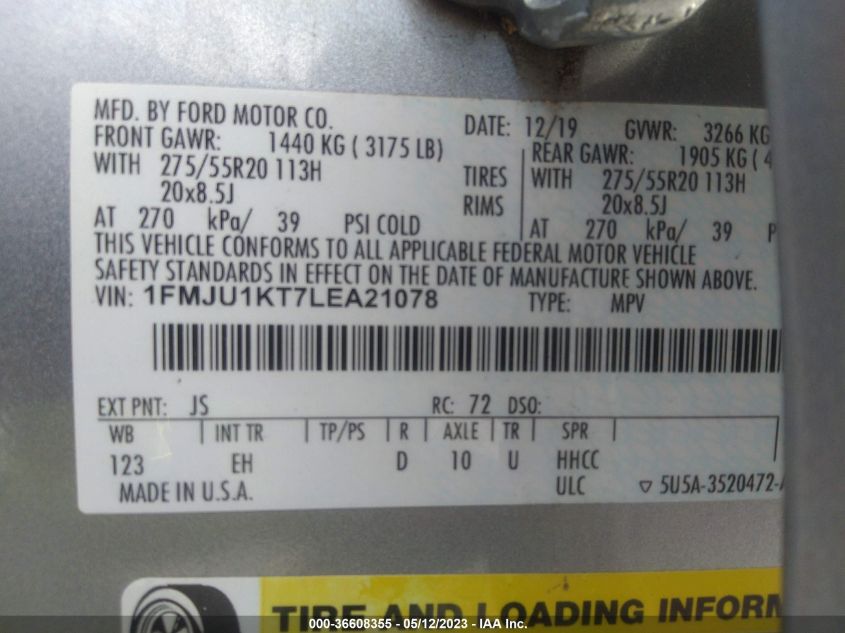 MFD. BY FORD MOTOR CO. DATE: 12/19 GVWR: 3266 KG
FRONT GAWR: 1440 KG ( 3175 LB) REAR GAWR: 1905 KG ( 4
WITH 275/55R20 113H TIRES WITH 275/55R20 113H
20x8.5J RIMS 20x8.5J
AT 270 kPa/ 39 PSI COLD AT 270 kPa/ 39 P
THIS VEHICLE CONFORMS TO ALL APPLICABLE FEDERAL MOTOR VEHICLE
SAFETY STANDARDS IN EFFECT ON THE DATE OF MANUFACTURE SHOWN ABOVE.
VIN: 1FMJU1KT7LEA21078 TYPE: MPV
EXT PNT: JS RC: 72 DSO:
WB | INT TR | TP/PS | R | AXLE | TR | SPR |
123 EH D 10 U HHCC
MADE IN U.S.A. ULC ▽ 5U5A-3520472-
TIRE AND LOADING INFORM
000-36608355 - 05/12/2023 - IAA Inc.